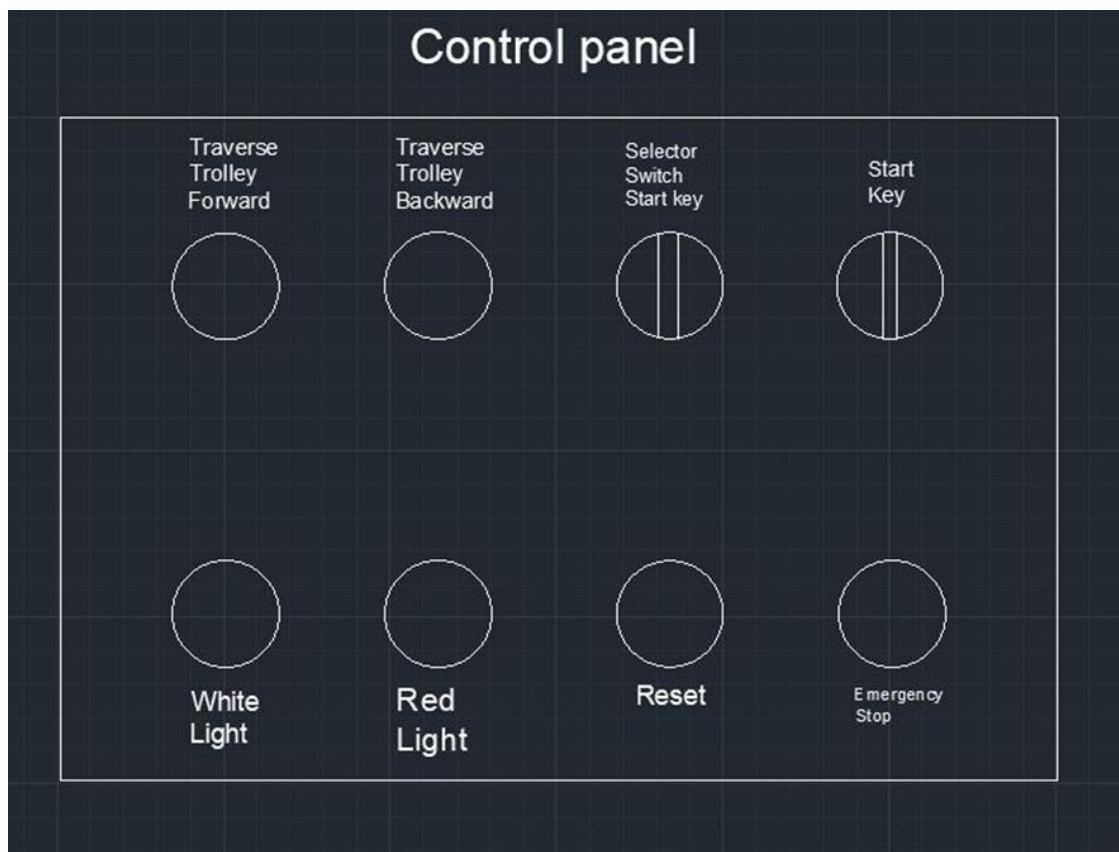 Control panel
Traverse
Trolley
Forward
Traverse
Trolley
Backward
Selector
Switch
Start key
Start
Key
White
Light
Red
Light
Reset
Emergency
Stop